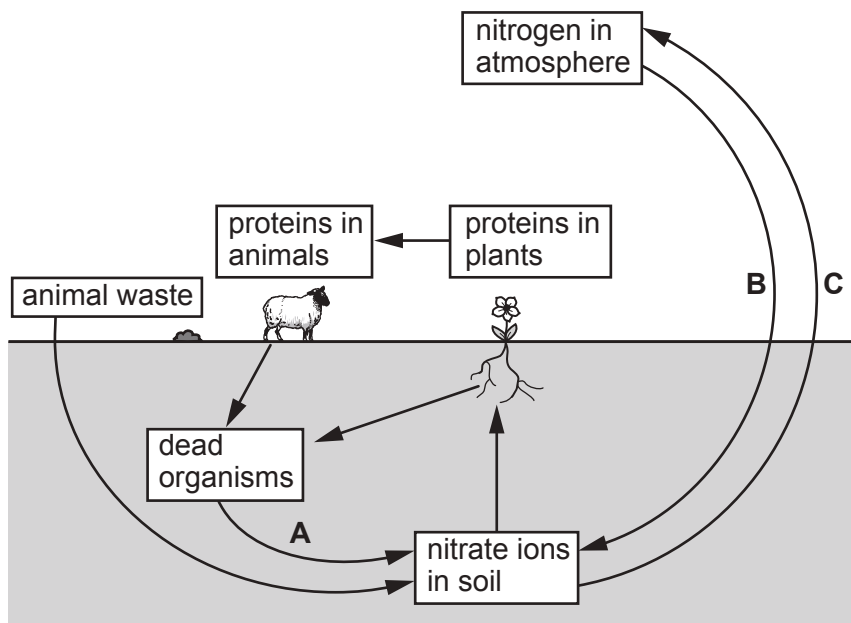 nitrogen in
atmosphere
proteins in
animals
proteins in
plants
animal waste
B
C
dead
organisms
A
nitrate ions
in soil